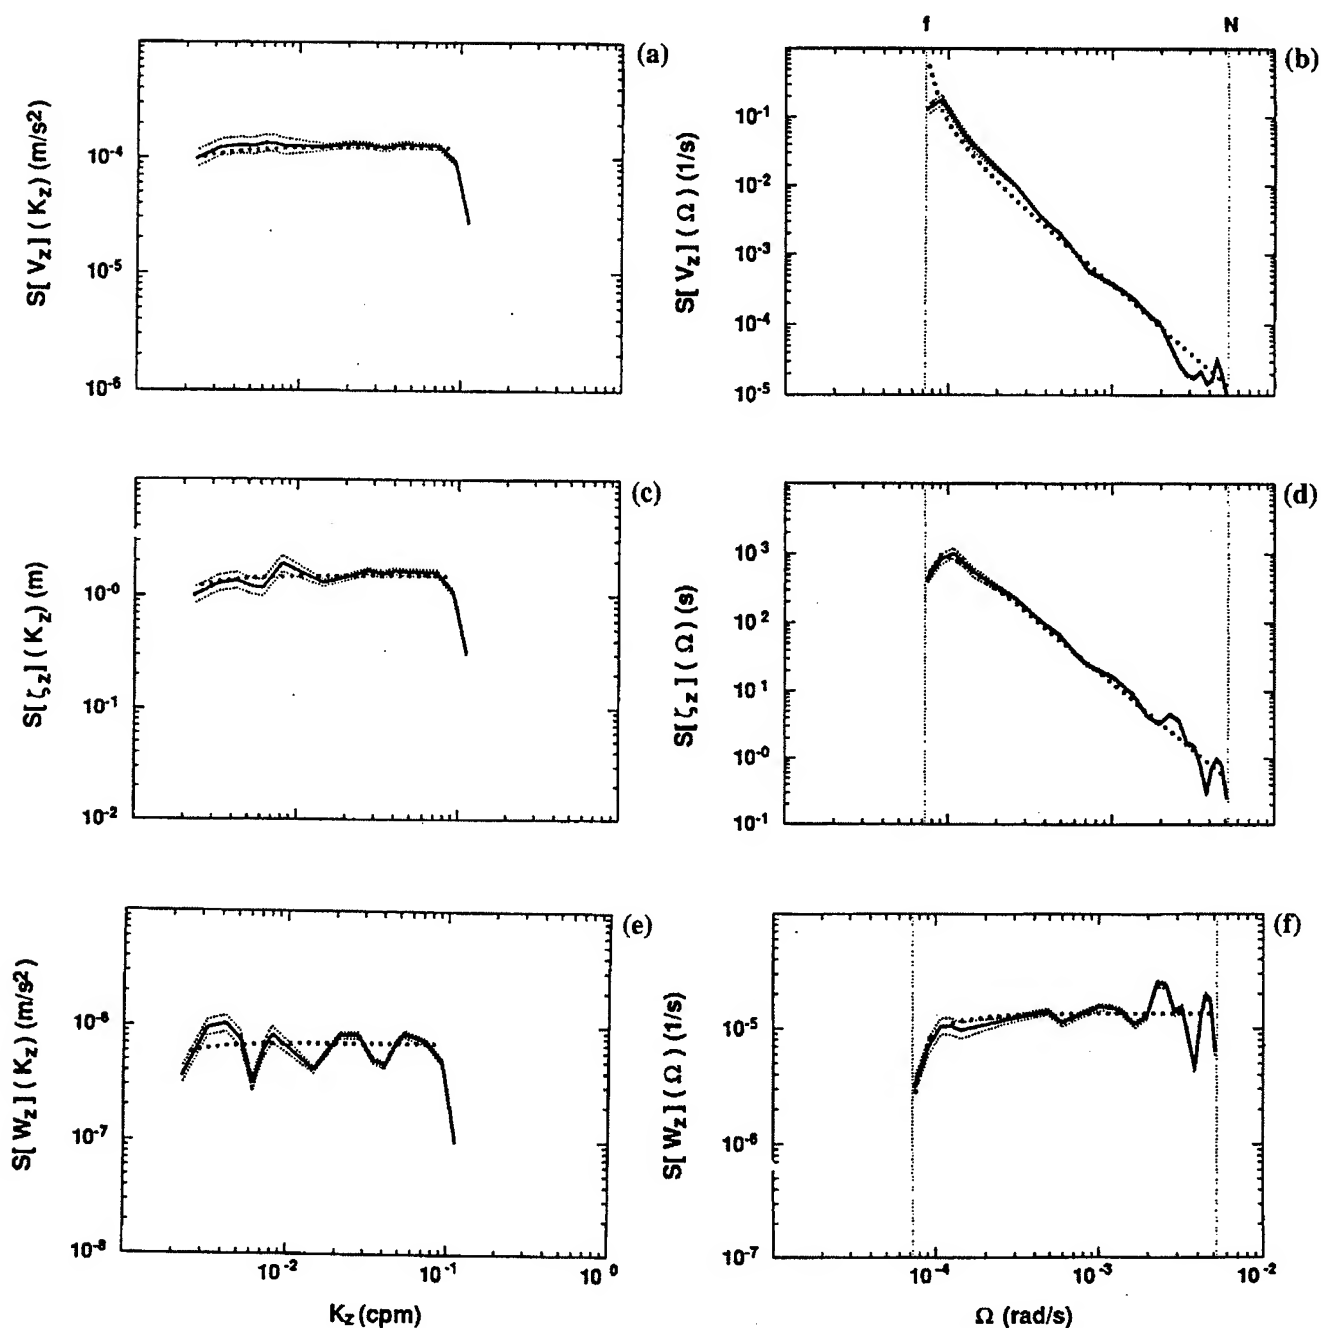 f N
(a)
S[ V_z] ( K_z) (m/s²)
10⁻⁴
10⁻⁵
10⁻⁶
(b)
S[ V_z] ( Ω ) (1/s)
10⁻¹
10⁻²
10⁻³
10⁻⁴
10⁻⁵
(c)
S[ ζ_z] ( K_z) (m)
10⁻⁰
10⁻¹
10⁻²
(d)
S[ ζ_z] ( Ω ) (s)
10³
10²
10¹
10⁻⁰
10⁻¹
(e)
S[ W_z] ( K_z) (m/s²)
10⁻⁶
10⁻⁷
10⁻⁸
10⁻² 10⁻¹ 10⁰
K_z (cpm)
(f)
S[ W_z] ( Ω ) (1/s)
10⁻⁵
10⁻⁶
10⁻⁷
10⁻⁴ 10⁻³ 10⁻²
Ω (rad/s)